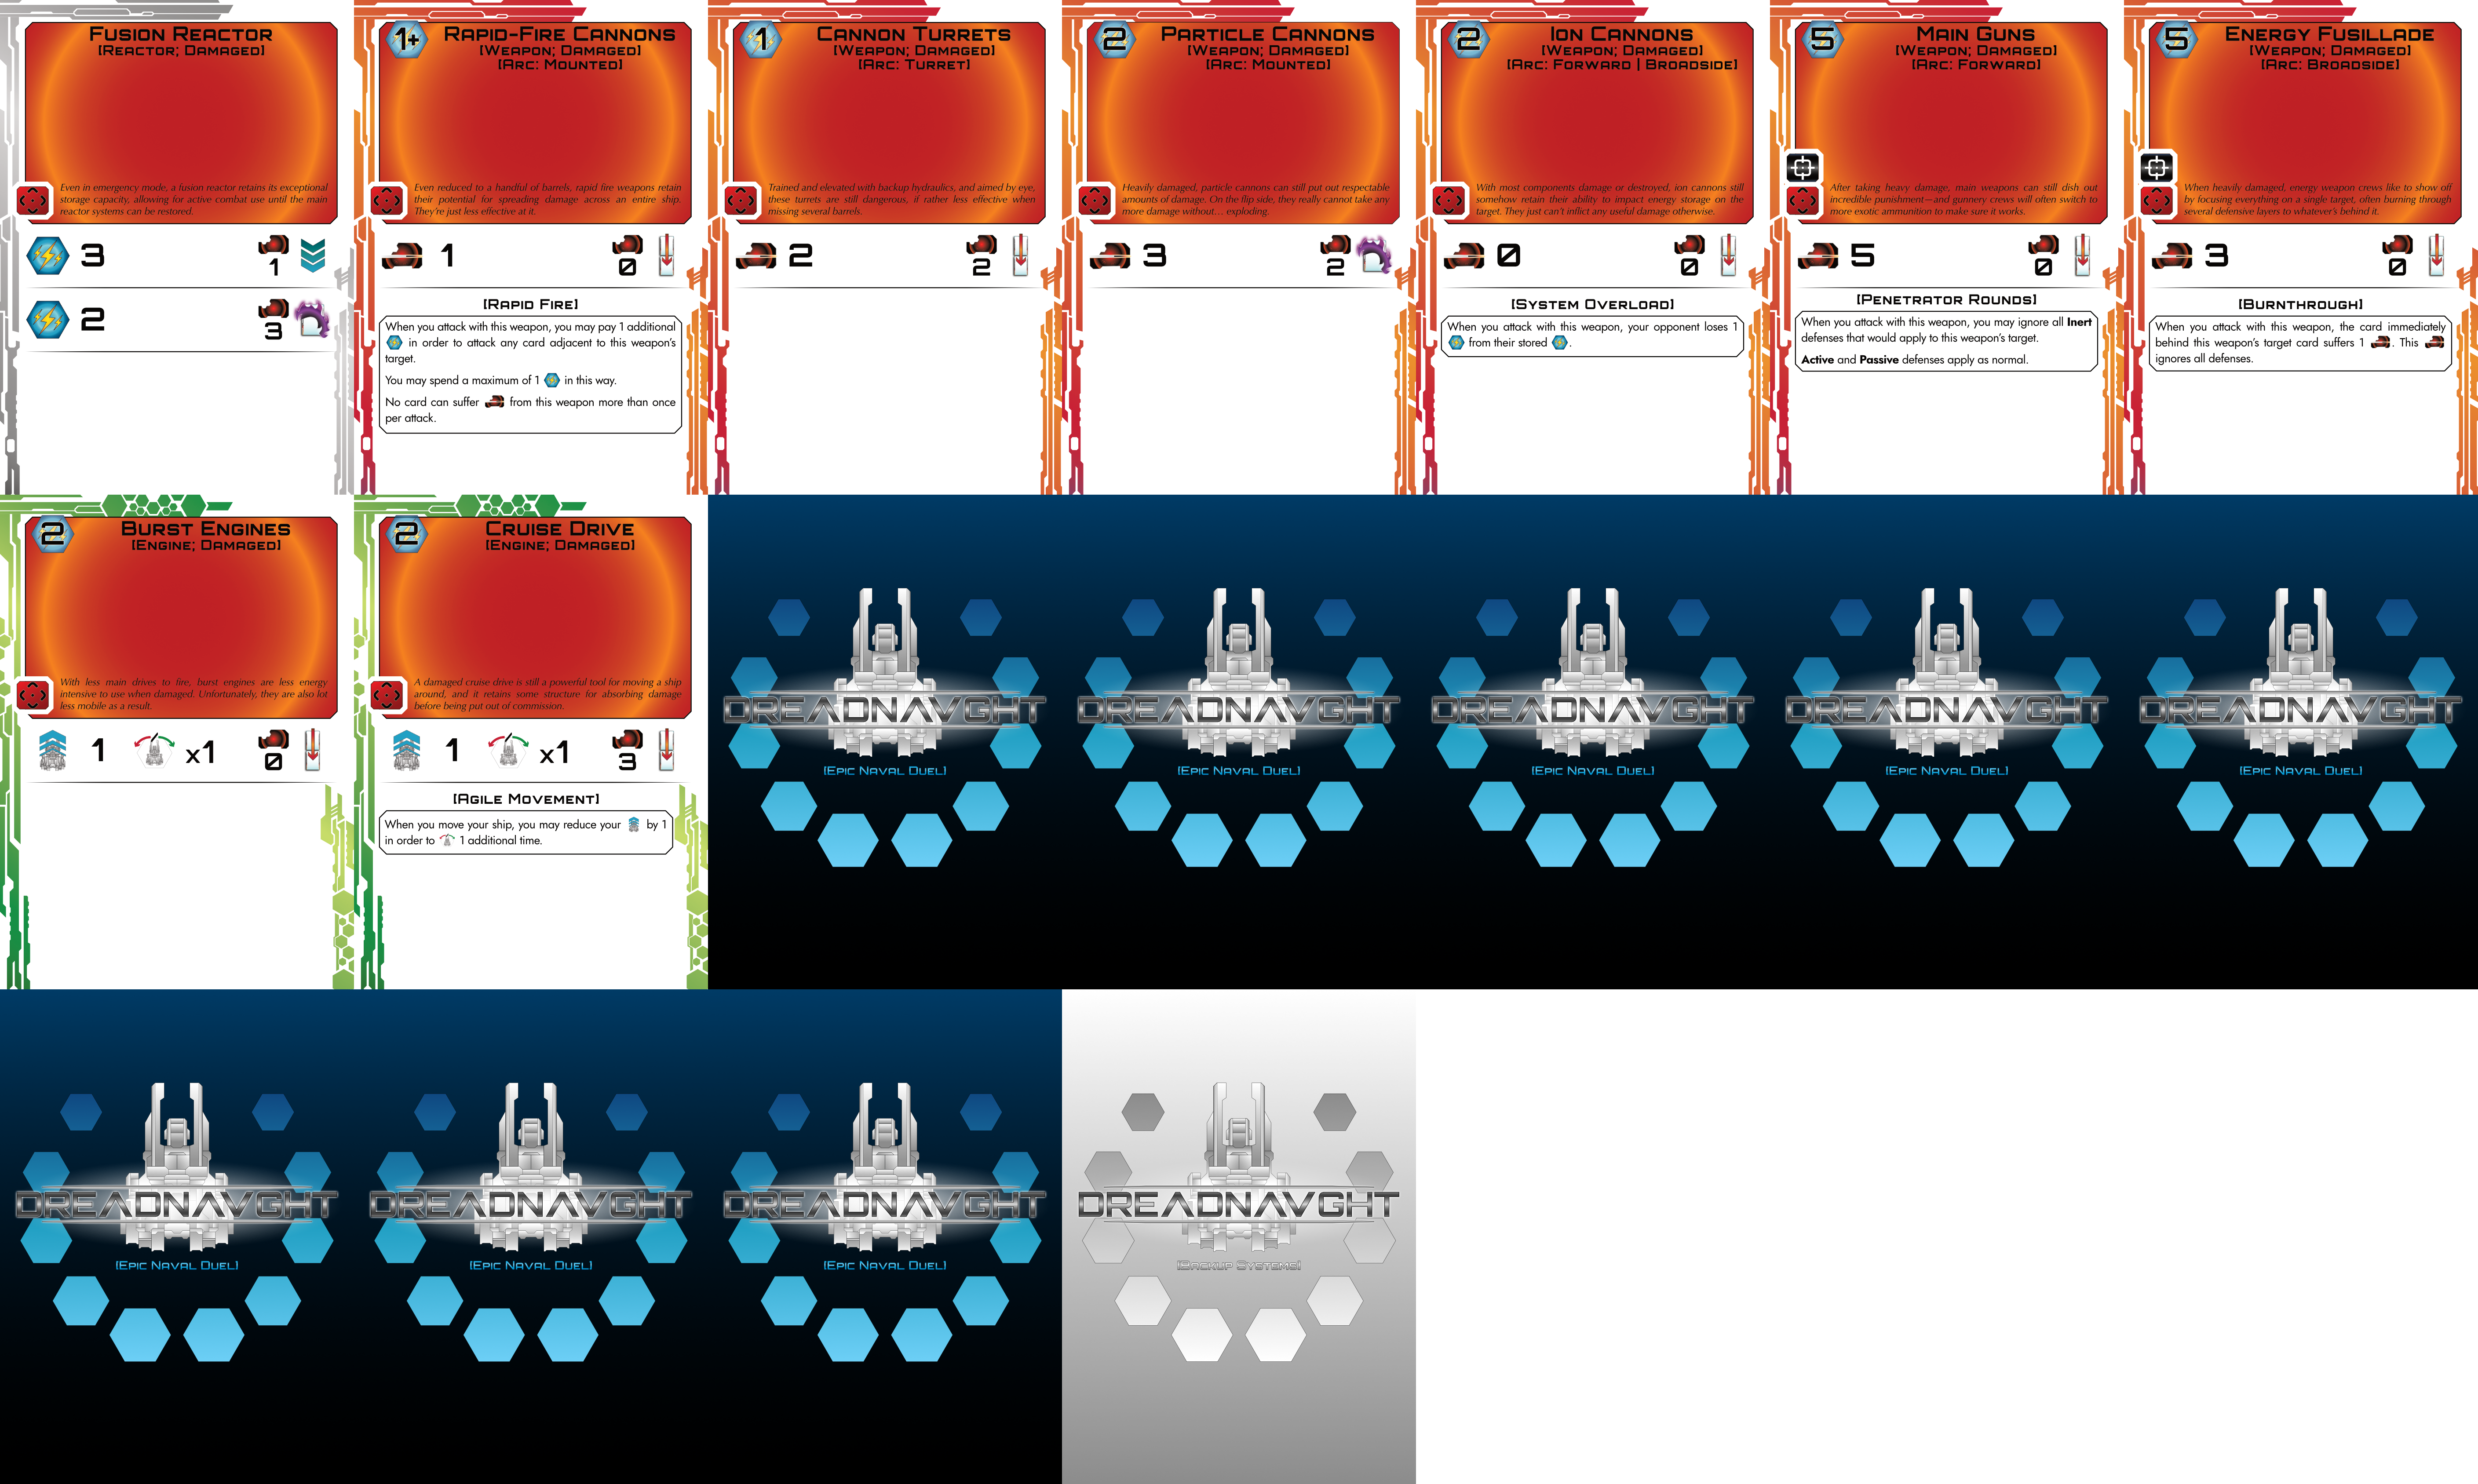 Fusion Reactor
[Reactor; Damaged]
Even in emergency mode, a fusion reactor retains its exceptional
storage capacity, allowing for active combat use until the main
reactor systems can be restored.
3
1
2
3
1+
Rapid-Fire Cannons
[Weapon; Damaged]
[Arc: Mounted]
Even reduced to a handful of barrels, rapid fire weapons retain
their potential for spreading damage across an entire ship.
They're just less effective at it.
1
0
[Rapid Fire]
When you attack with this weapon, you may pay 1 additional
in order to attack any card adjacent to this weapon's
target.
You may spend a maximum of 1 in this way.
No card can suffer from this weapon more than once
per attack.
1
Cannon Turrets
[Weapon; Damaged]
[Arc: Turret]
Trained and elevated with backup hydraulics, and aimed by eye,
these turrets are still dangerous, if rather less effective when
missing several barrels.
2
2
2
Particle Cannons
[Weapon; Damaged]
[Arc: Mounted]
Heavily damaged, particle cannons can still put out respectable
amounts of damage. On the flip side, they really cannot take any
more damage without... exploding.
3
2
2
Ion Cannons
[Weapon; Damaged]
[Arc: Forward | Broadside]
With most components damage or destroyed, ion cannons still
somehow retain their ability to impact energy storage on the
target. They just can't inflict any useful damage otherwise.
0
0
[System Overload]
When you attack with this weapon, your opponent loses 1
from their stored .
5
Main Guns
[Weapon; Damaged]
[Arc: Forward]
After taking heavy damage, main weapons can still dish out
incredible punishment—and gunnery crews will often switch to
more exotic ammunition to make sure it works.
5
0
[Penetrator Rounds]
When you attack with this weapon, you may ignore all Inert
defenses that would apply to this weapon's target.
Active and Passive defenses apply as normal.
5
Energy Fusillade
[Weapon; Damaged]
[Arc: Broadside]
When heavily damaged, energy weapon crews like to show off
by focusing everything on a single target, often burning through
several defensive layers to whatever's behind it.
3
0
[Burnthrough]
When you attack with this weapon, the card immediately
behind this weapon's target card suffers 1 . This
ignores all defenses.
2
Burst Engines
[Engine; Damaged]
With less main drives to fire, burst engines are less energy
intensive to use when damaged. Unfortunately, they are also lot
less mobile as a result.
1 x1
0
2
Cruise Drive
[Engine; Damaged]
A damaged cruise drive is still a powerful tool for moving a ship
around, and it retains some structure for absorbing damage
before being put out of commission.
1 x1
3
[Agile Movement]
When you move your ship, you may reduce your by 1
in order to 1 additional time.
DREADNAVGHT
[Epic Naval Duel]
DREADNAVGHT
[Epic Naval Duel]
DREADNAVGHT
[Epic Naval Duel]
DREADNAVGHT
[Epic Naval Duel]
DREADNAVGHT
[Epic Naval Duel]
DREADNAVGHT
[Epic Naval Duel]
DREADNAVGHT
[Epic Naval Duel]
DREADNAVGHT
[Epic Naval Duel]
DREADNAVGHT
[Backup Systems]